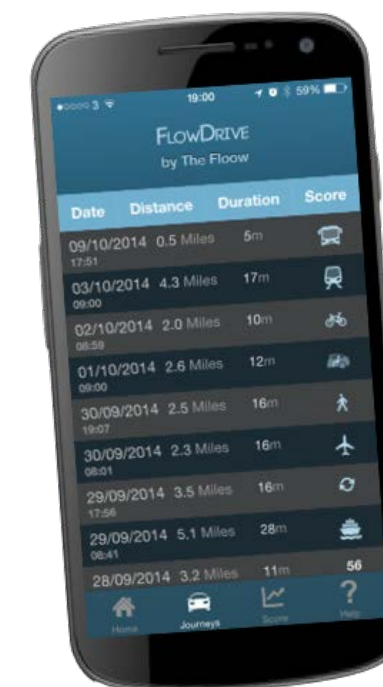 3 19:00 59%
FLOWDRIVE
by The Floow
Date Distance Duration Score
09/10/2014 0.5 Miles 5m
17:51
03/10/2014 4.3 Miles 17m
09:00
02/10/2014 2.0 Miles 10m
08:59
01/10/2014 2.6 Miles 12m
09:00
30/09/2014 2.5 Miles 16m
19:07
30/09/2014 2.3 Miles 16m
08:01
29/09/2014 3.5 Miles 16m
17:56
29/09/2014 5.1 Miles 28m
08:41
28/09/2014 3.2 Miles 11m 56
Home Journeys Score Help